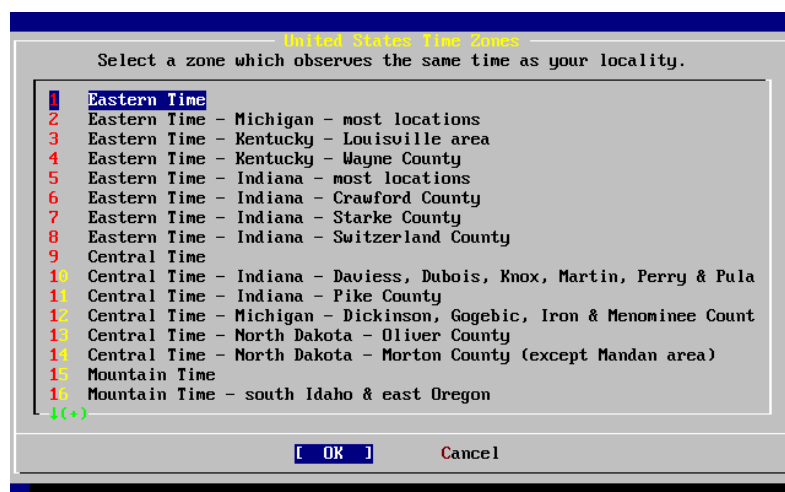 United States Time Zones
Select a zone which observes the same time as your locality.
1 Eastern Time
2 Eastern Time - Michigan - most locations
3 Eastern Time - Kentucky - Louisville area
4 Eastern Time - Kentucky - Wayne County
5 Eastern Time - Indiana - most locations
6 Eastern Time - Indiana - Crawford County
7 Eastern Time - Indiana - Starke County
8 Eastern Time - Indiana - Switzerland County
9 Central Time
10 Central Time - Indiana - Daviess, Dubois, Knox, Martin, Perry & Pula
11 Central Time - Indiana - Pike County
12 Central Time - Michigan - Dickinson, Gogebic, Iron & Menominee Count
13 Central Time - North Dakota - Oliver County
14 Central Time - North Dakota - Morton County (except Mandan area)
15 Mountain Time
16 Mountain Time - south Idaho & east Oregon
↓(+)
[ OK ] Cancel